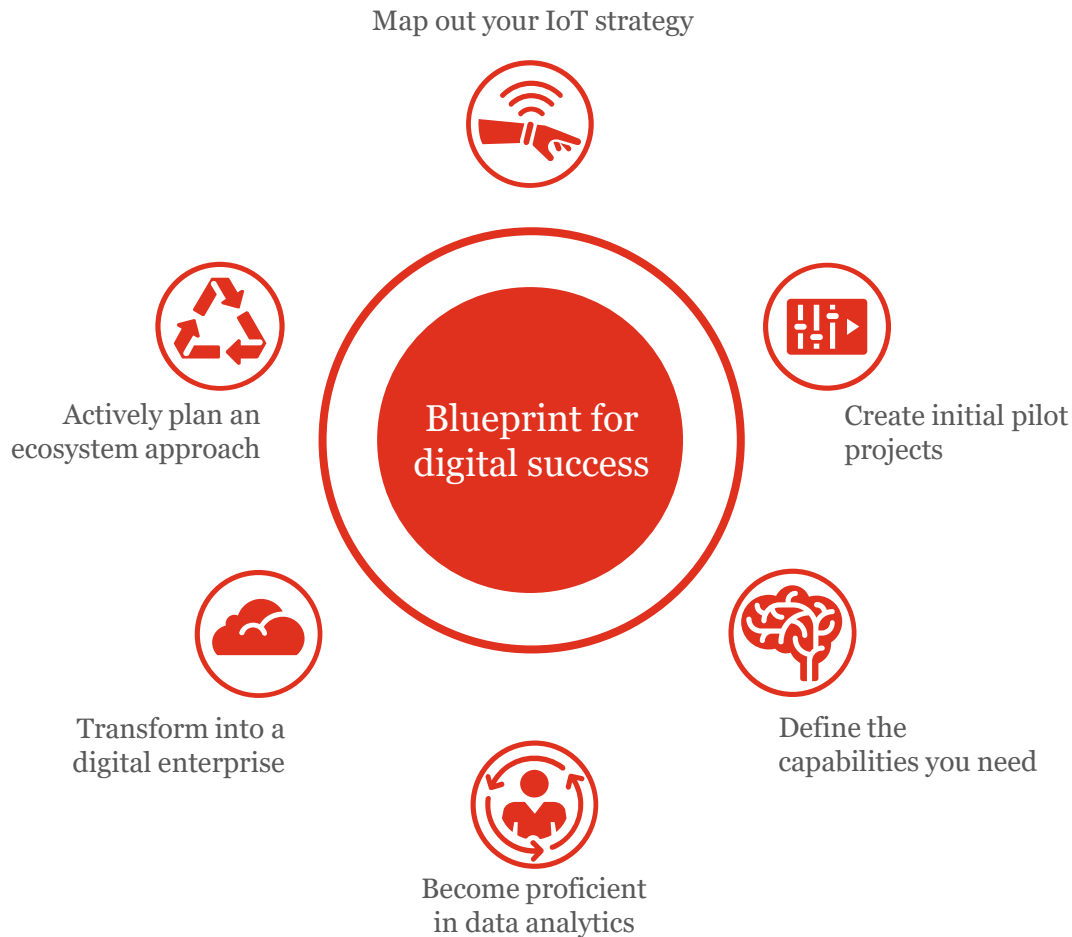 Map out your IoT strategy
Create initial pilot
projects
Define the
capabilities you need
Become proficient
in data analytics
Transform into a
digital enterprise
Actively plan an
ecosystem approach
Blueprint for
digital success